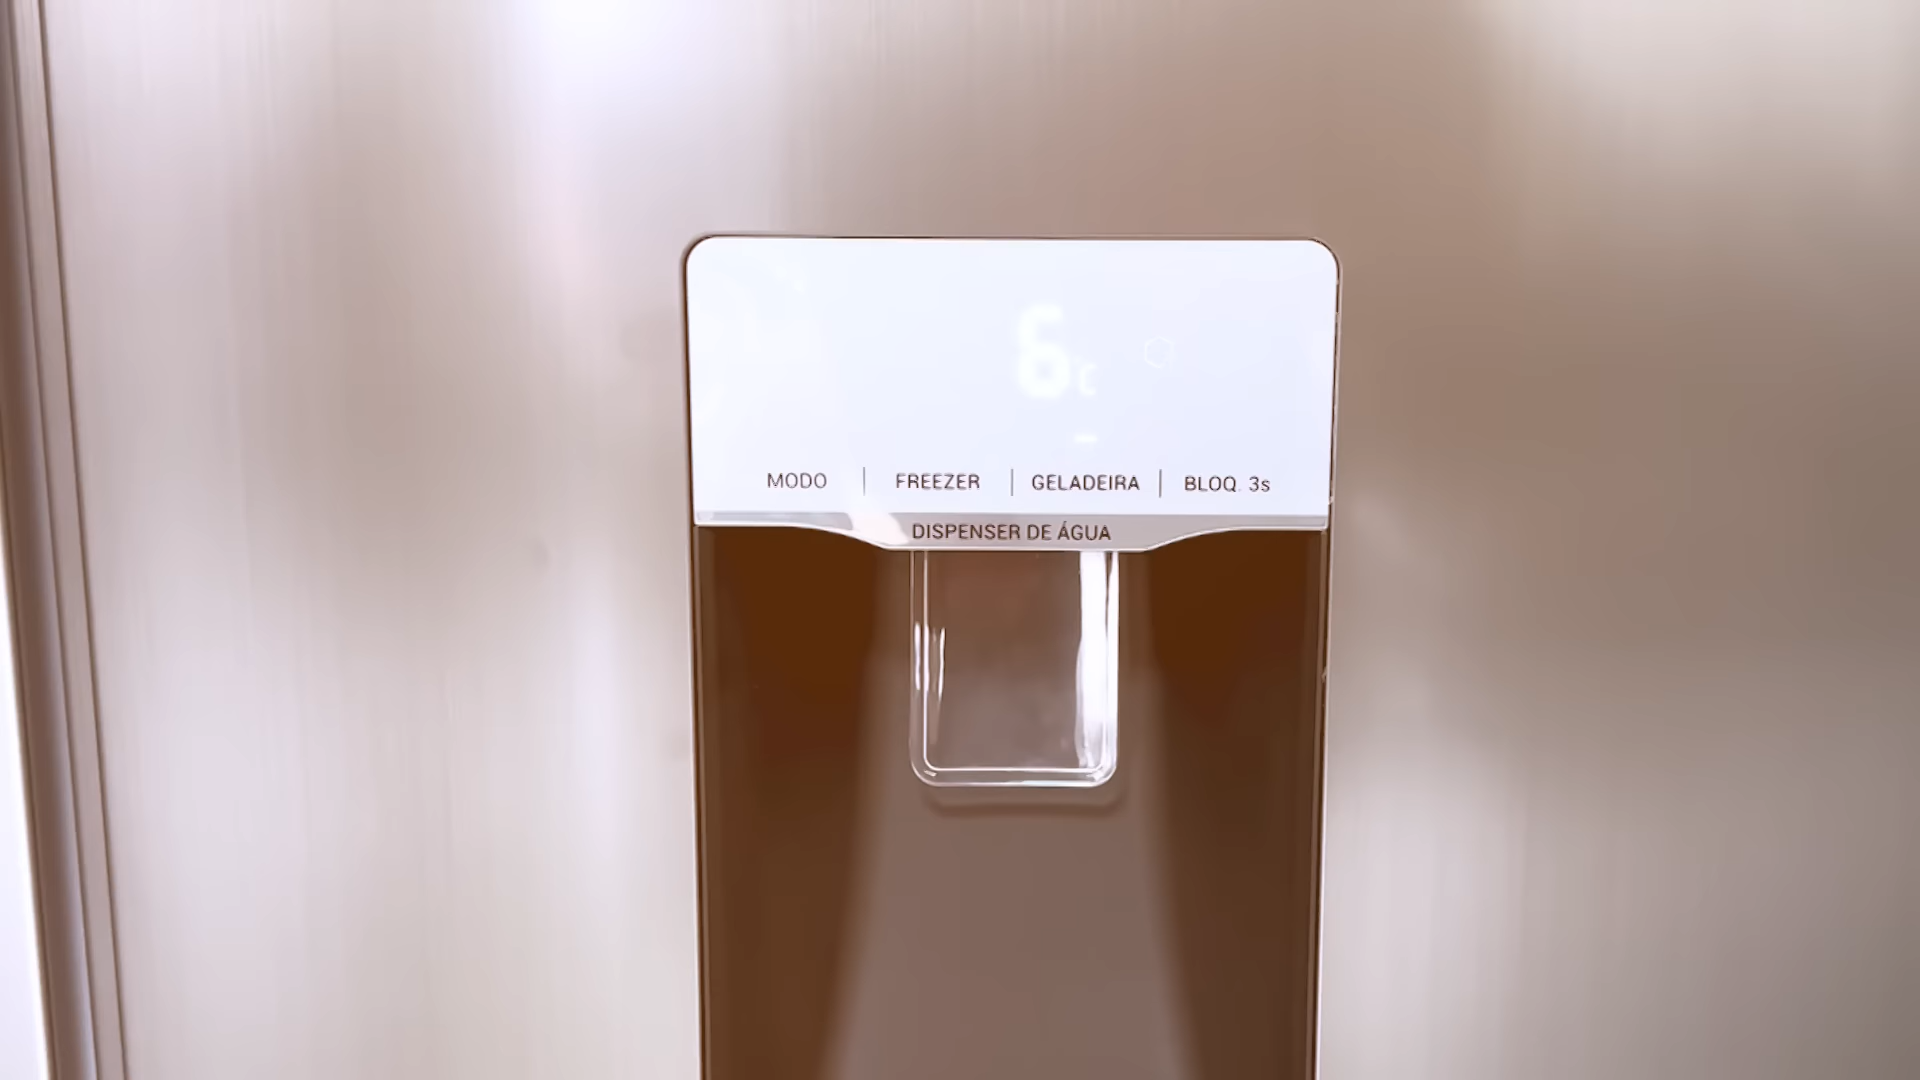 6c
MODO | FREEZER | GELADEIRA | BLOQ. 3s
DISPENSER DE ÁGUA